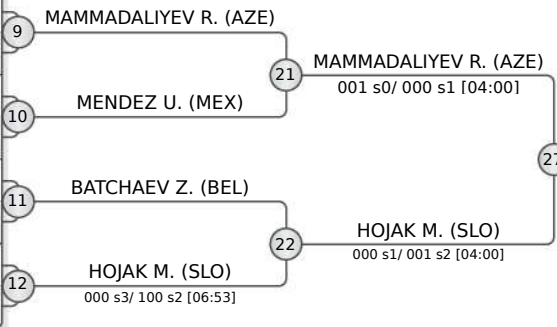 MAMMADALIYEV R. (AZE)
9
MAMMADALIYEV R. (AZE)
21
001 s0/ 000 s1 [04:00]
MENDEZ U. (MEX)
10
27
BATCHAEV Z. (BEL)
11
HOJAK M. (SLO)
22
000 s1/ 001 s2 [04:00]
HOJAK M. (SLO)
12
000 s3/ 100 s2 [06:53]